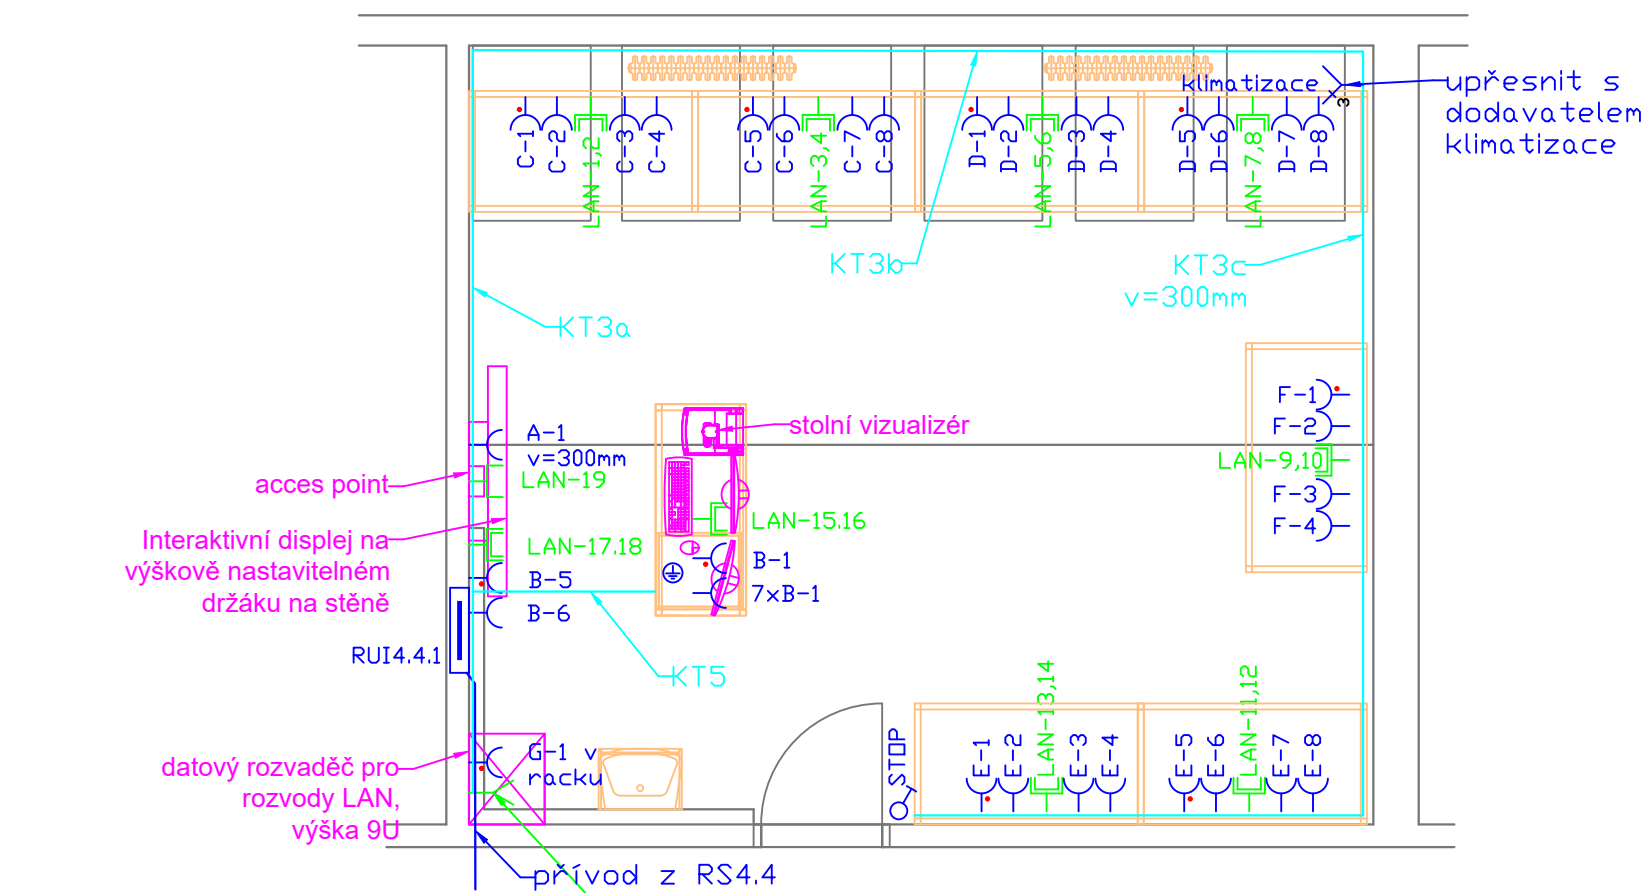 klimatizace
3
upřesnit s
dodavatelem
klimatizace
C-1
C-2
LAN-1,2
C-3
C-4
C-5
C-6
LAN-3,4
C-7
C-8
D-1
D-2
LAN-5,6
D-3
D-4
D-5
D-6
LAN-7,8
D-7
D-8
KT3b
KT3c
v=300mm
KT3a
F-1
F-2
LAN-9,10
F-3
F-4
A-1
v=300mm
LAN-19
stolní vizualizér
acces point
Interaktivní displej na
výškově nastavitelném
držáku na stěně
LAN-17.18
LAN-15.16
B-5
B-6
B-1
7xB-1
RUI4.4.1
KT5
G-1 v
racku
datový rozvaděč pro
rozvody LAN,
výška 9U
STOP
E-1
E-2
LAN-13,14
E-3
E-4
E-5
E-6
LAN-11,12
E-7
E-8
přívod z RS4.4